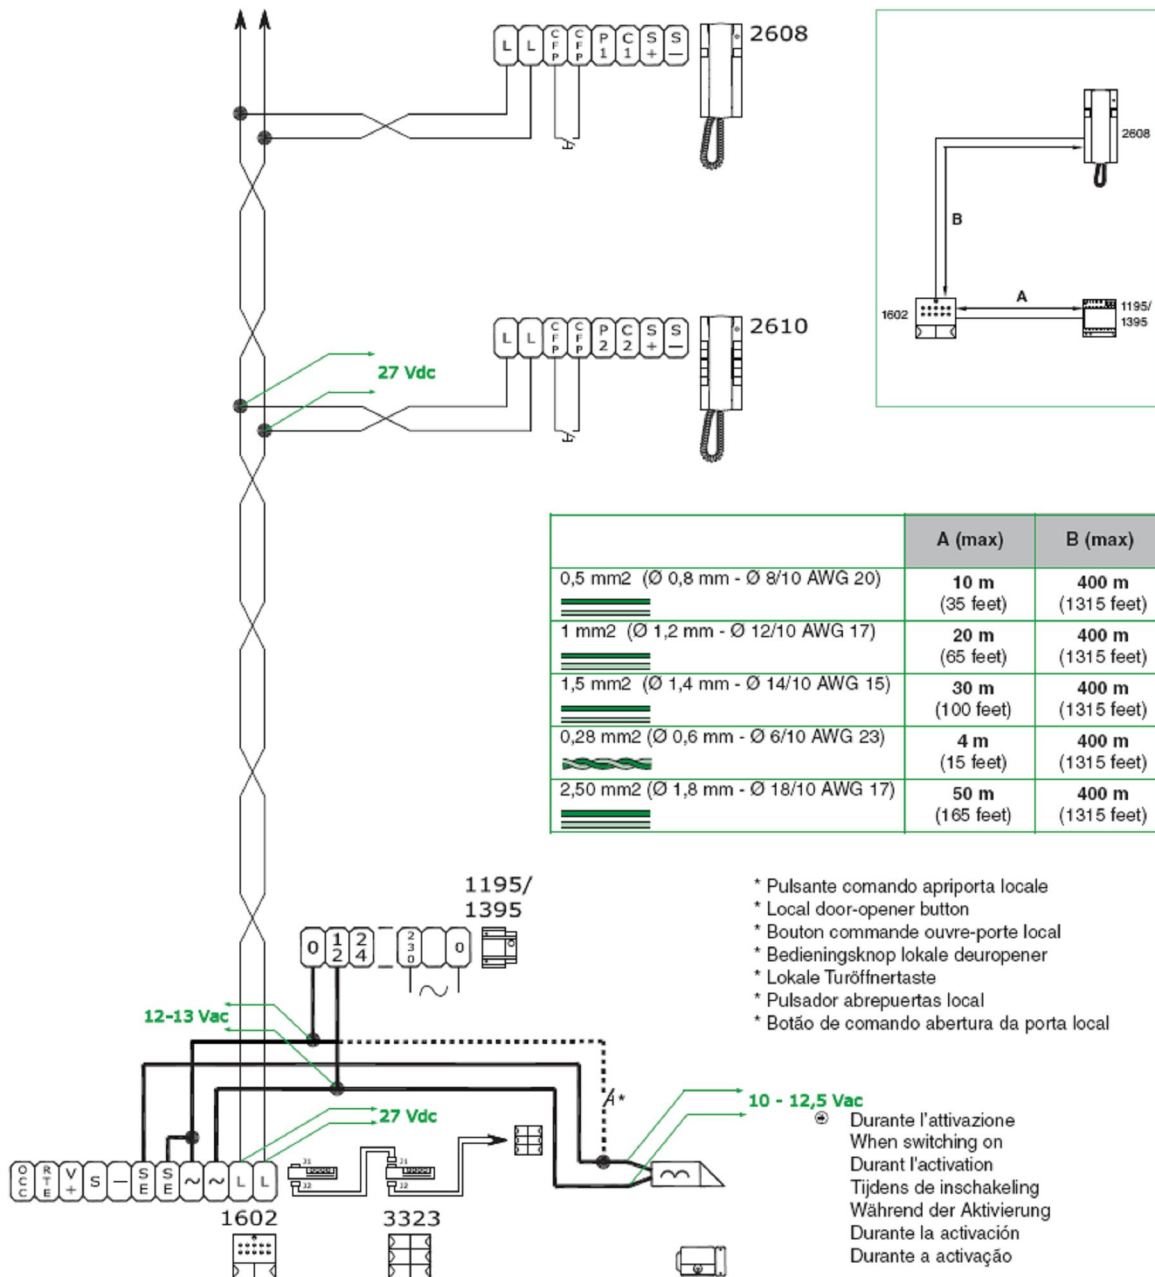 L L CFP CFP P1 C1 S+ S—
2608
2608
B
A
1602
1195/
1395
L L CFP CFP P2 C2 S+ S—
2610
27 Vdc
A (max) B (max)
0,5 mm2 (Ø 0,8 mm - Ø 8/10 AWG 20) 10 m 400 m
(35 feet) (1315 feet)
1 mm2 (Ø 1,2 mm - Ø 12/10 AWG 17) 20 m 400 m
(65 feet) (1315 feet)
1,5 mm2 (Ø 1,4 mm - Ø 14/10 AWG 15) 30 m 400 m
(100 feet) (1315 feet)
0,28 mm2 (Ø 0,6 mm - Ø 6/10 AWG 23) 4 m 400 m
(15 feet) (1315 feet)
2,50 mm2 (Ø 1,8 mm - Ø 18/10 AWG 17) 50 m 400 m
(165 feet) (1315 feet)
1195/
1395
0 12 24 230 0
* Pulsante comando apriporta locale
* Local door-opener button
* Bouton commande ouvre-porte local
* Bedieningsknop lokale deuropener
* Lokale Turöffnertaste
* Pulsador abrepuertas local
* Botão de comando abertura da porta local
12-13 Vac
*
10 - 12,5 Vac
27 Vdc
Durante l'attivazione
When switching on
Durant l'activation
Tijdens de inschakeling
Während der Aktivierung
Durante la activación
Durante a activação
OCC RTE V+ S — SE SE ~ ~ L L
J1 J1
J2 J2
1602 3323